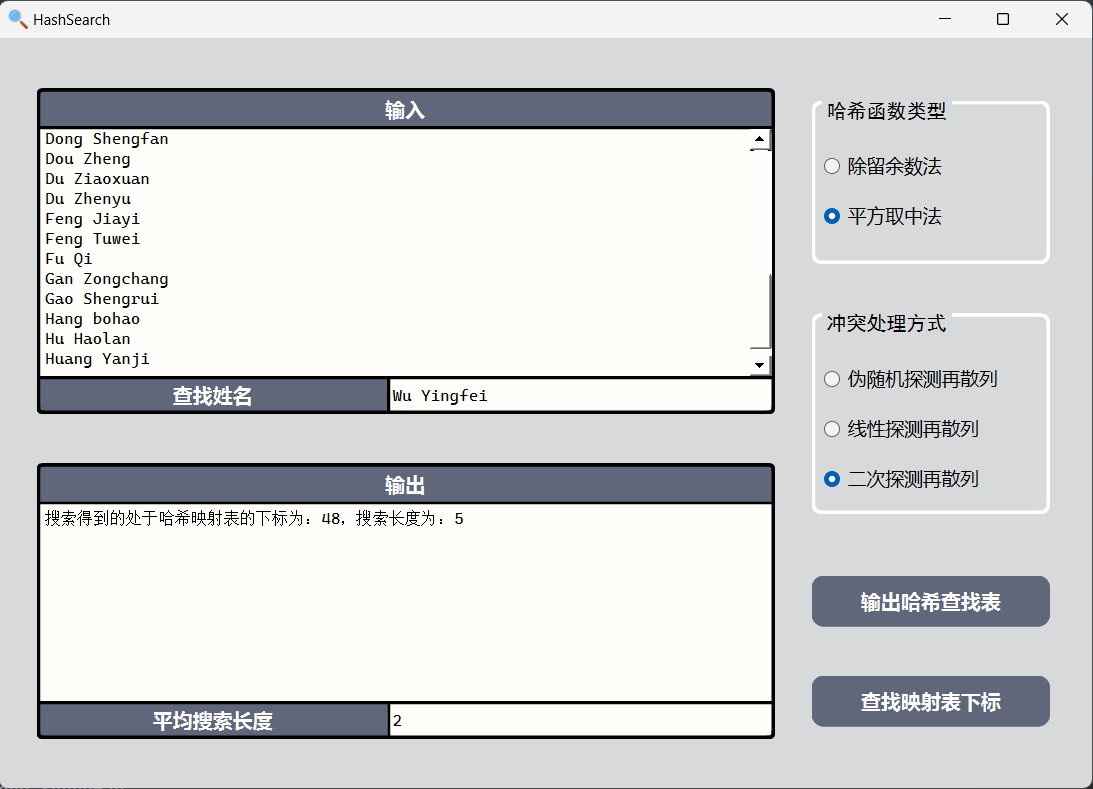 HashSearch
输入
Dong Shengfan
Dou Zheng
Du Ziaoxuan
Du Zhenyu
Feng Jiayi
Feng Tuwei
Fu Qi
Gan Zongchang
Gao Shengrui
Hang bohao
Hu Haolan
Huang Yanji
查找姓名
Wu Yingfei
输出
搜索得到的处于哈希映射表的下标为：48，搜索长度为：5
平均搜索长度
2
哈希函数类型
除留余数法
平方取中法
冲突处理方式
伪随机探测再散列
线性探测再散列
二次探测再散列
输出哈希查找表
查找映射表下标